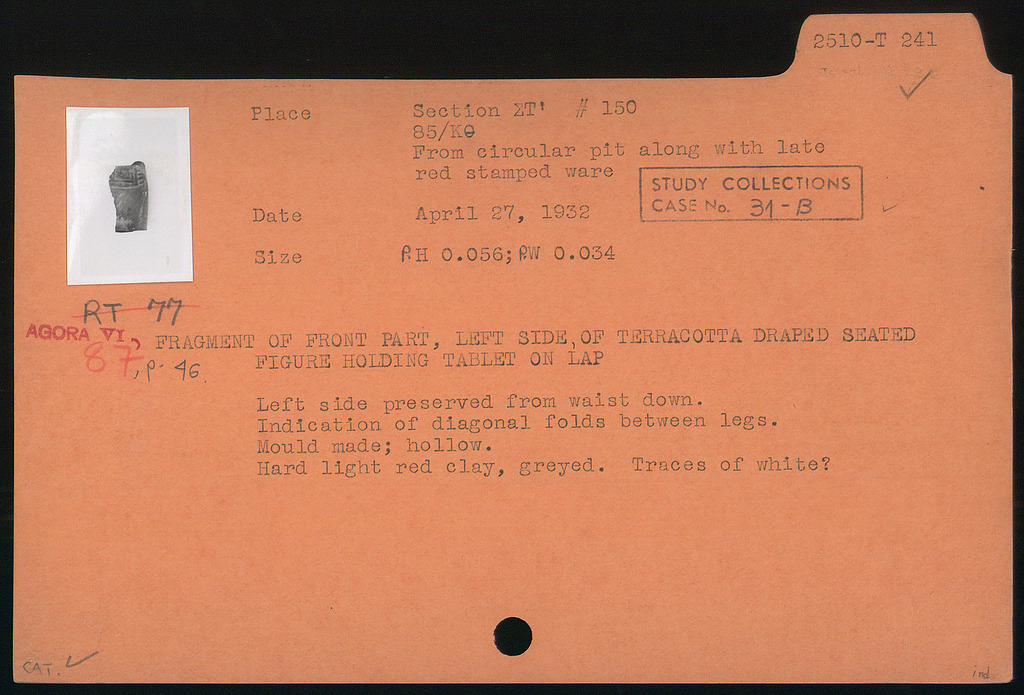 2510-T 241
Place Section ΣΤ' # 150
85/ΚΘ
From circular pit along with late
red stamped ware
STUDY COLLECTIONS
CASE No. 31-B
Date April 27, 1932
Size P.H 0.056; PW 0.034
RT 77
AGORA VI,
87, p. 46.
FRAGMENT OF FRONT PART, LEFT SIDE, OF TERRACOTTA DRAPED SEATED
FIGURE HOLDING TABLET ON LAP
Left side preserved from waist down.
Indication of diagonal folds between legs.
Mould made; hollow.
Hard light red clay, greyed. Traces of white?
CAT.
ind.